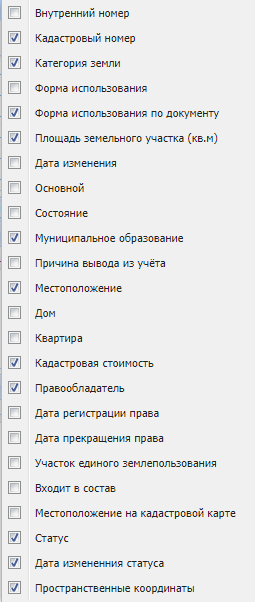 Внутренний номер
Кадастровый номер
Категория земли
Форма использования
Форма использования по документу
Площадь земельного участка (кв.м)
Дата изменения
Основной
Состояние
Муниципальное образование
Причина вывода из учёта
Местоположение
Дом
Квартира
Кадастровая стоимость
Правообладатель
Дата регистрации права
Дата прекращения права
Участок единого землепользования
Входит в состав
Местоположение на кадастровой карте
Статус
Дата измененния статуса
Пространственные координаты